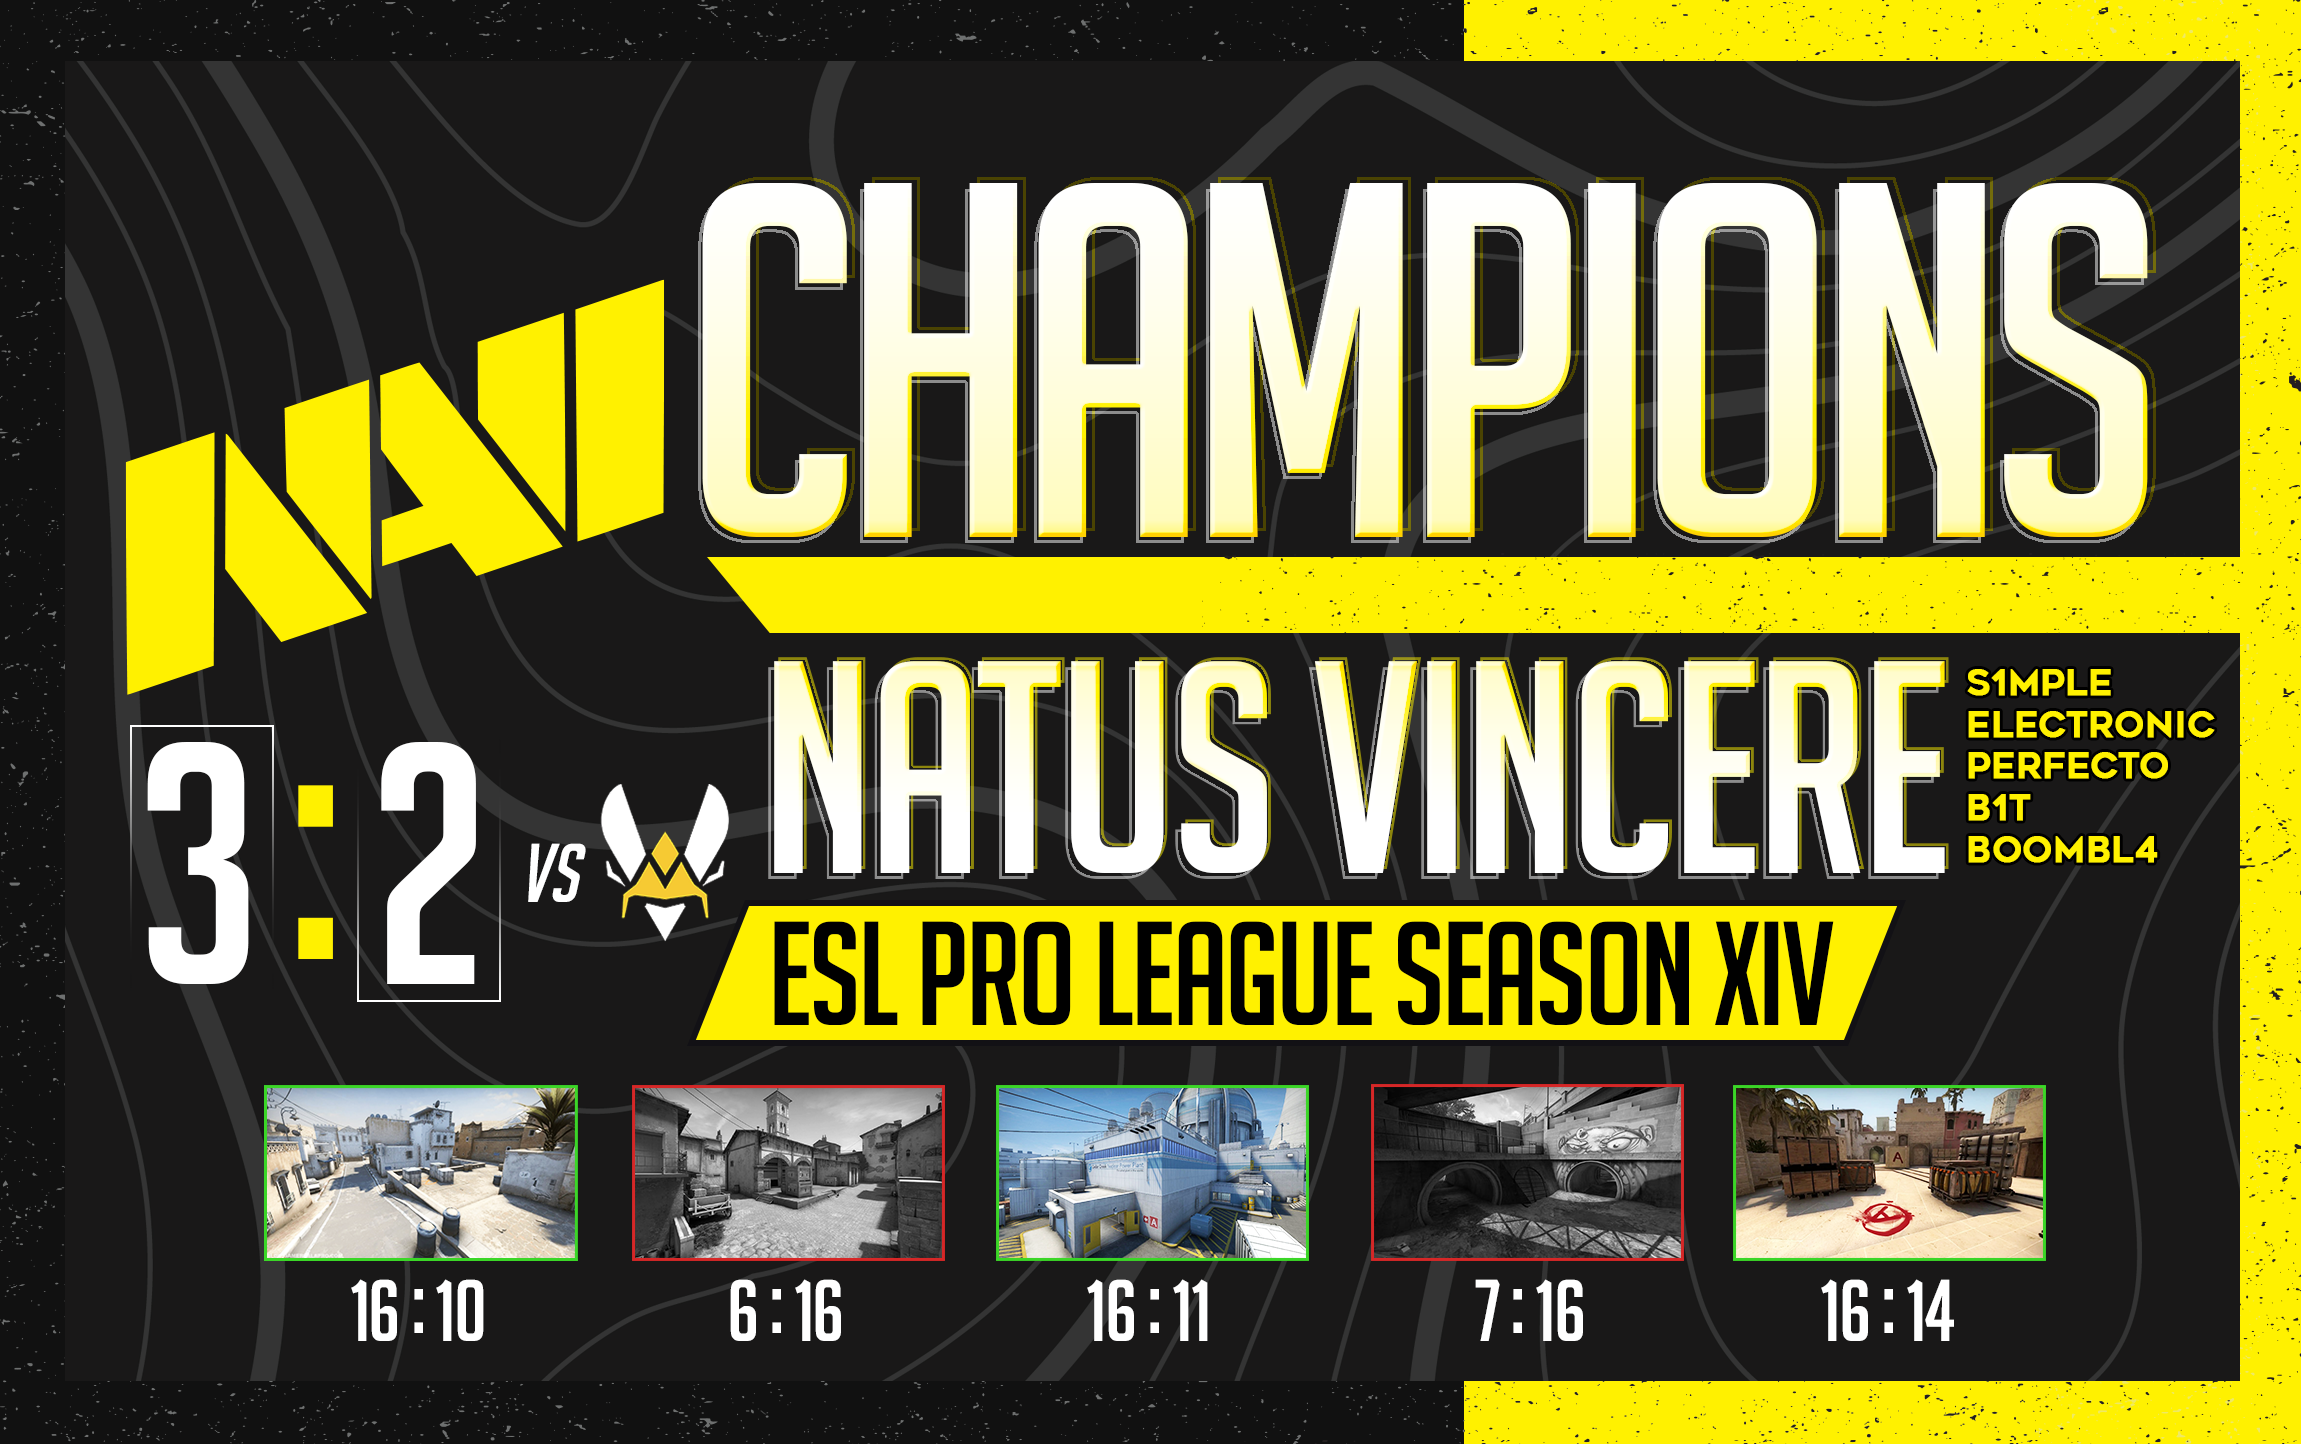 NAVI
CHAMPIONS
NATUS VINCERE
S1MPLE
ELECTRONIC
PERFECTO
B1T
BOOMBL4
3:2
VS
ESL PRO LEAGUE SEASON XIV
A
A
16:10
6:16
16:11
7:16
16:14